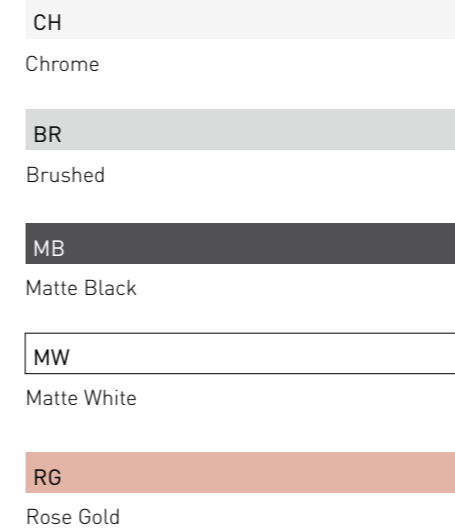 CH
Chrome
BR
Brushed
MB
Matte Black
MW
Matte White
RG
Rose Gold